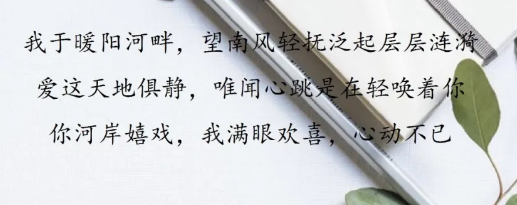 我于暖阳河畔，望南风轻抚泛起层层涟漪
爱这天地俱静，唯闻心跳是在轻唤着你
你河岸嬉戏，我满眼欢喜，心动不已